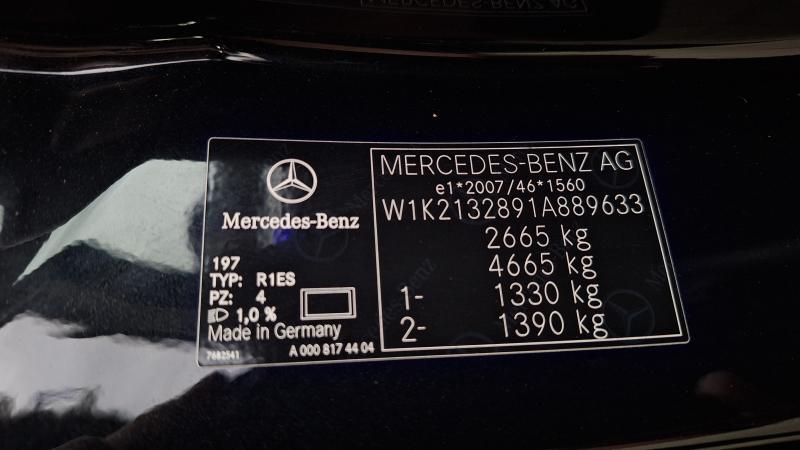 Mercedes-Benz
197
TYP: R1ES
PZ: 4
1,0 %
Made in Germany
7682541
A 000 817 44 04
MERCEDES-BENZ AG
e1*2007/46*1560
W1K2132891A889633
2665 kg
4665 kg
1- 1330 kg
2- 1390 kg